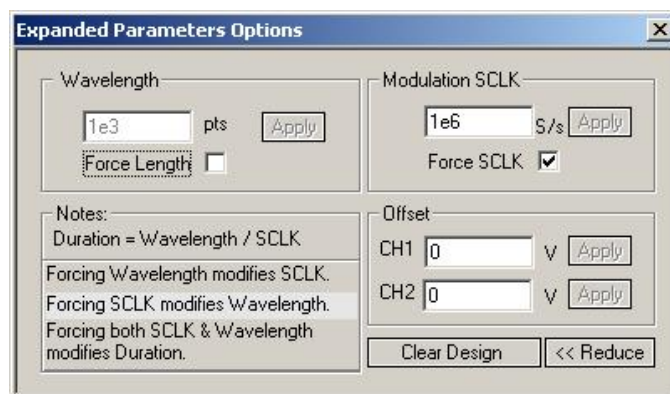 Expanded Parameters Options
Wavelength
1e3 pts Apply
Force Length
Modulation SCLK
1e6 S/s Apply
Force SCLK
Notes:
Duration = Wavelength / SCLK
Forcing Wavelength modifies SCLK.
Forcing SCLK modifies Wavelength.
Forcing both SCLK & Wavelength
modifies Duration.
Offset
CH1 0 V Apply
CH2 0 V Apply
Clear Design << Reduce